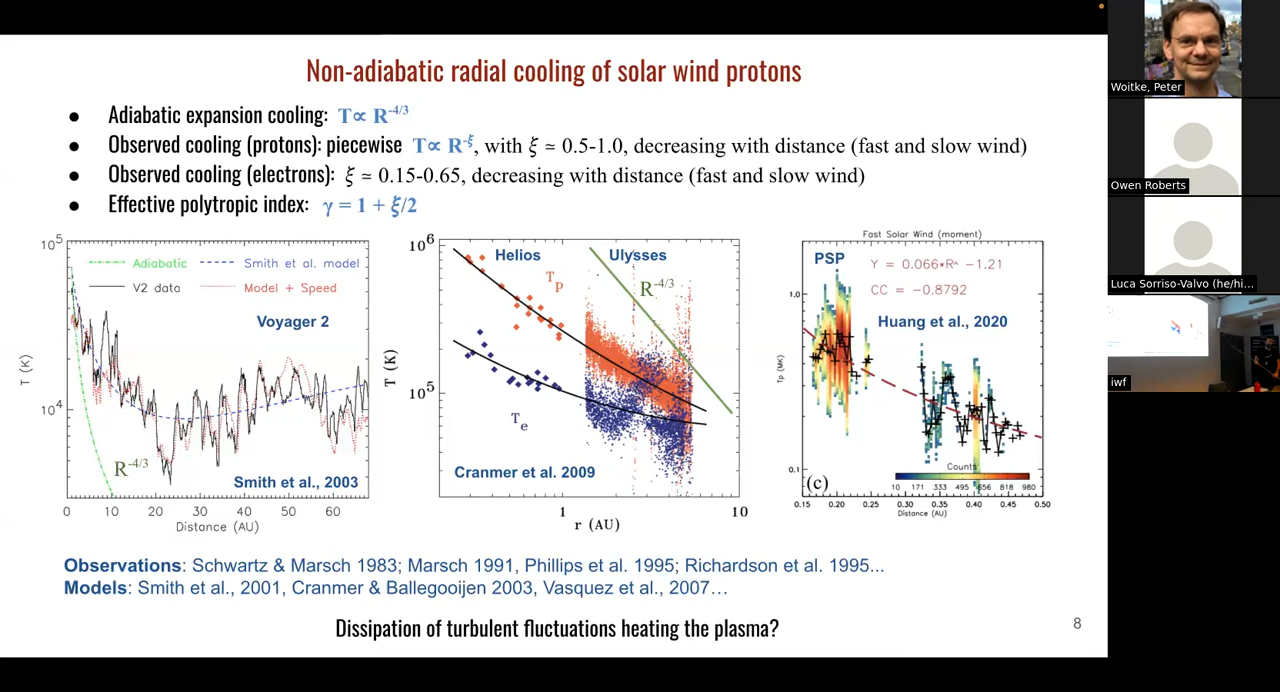 Non-adiabatic radial cooling of solar wind protons
● Adiabatic expansion cooling: T∝ R-4/3
● Observed cooling (protons): piecewise T∝ R-ξ, with ξ ≃ 0.5-1.0, decreasing with distance (fast and slow wind)
● Observed cooling (electrons): ξ ≃ 0.15-0.65, decreasing with distance (fast and slow wind)
● Effective polytropic index: γ = 1 + ξ/2
10^5
Adiabatic
Smith et al. model
V2 data
Model + Speed
Voyager 2
T (K)
10^4
R-4/3
Smith et al., 2003
0 10 20 30 40 50 60
Distance (AU)
10^6
Helios
Ulysses
Tp
R-4/3
T (K)
10^5
Te
Cranmer et al. 2009
1 10
r (AU)
Fast Solar Wind (moment)
PSP
Y = 0.066*R^ -1.21
CC = -0.8792
1.0
Huang et al., 2020
Tp (MK)
Counts
0.1
(c)
10 171 333 495 656 818 980
0.15 0.20 0.25 0.30 0.35 0.40 0.45 0.50
Distance (AU)
Observations: Schwartz & Marsch 1983; Marsch 1991, Phillips et al. 1995; Richardson et al. 1995...
Models: Smith et al., 2001, Cranmer & Ballegooijen 2003, Vasquez et al., 2007…
Dissipation of turbulent fluctuations heating the plasma?
8
Woitke, Peter
Owen Roberts
Luca Sorriso-Valvo (he/hi...
iwf